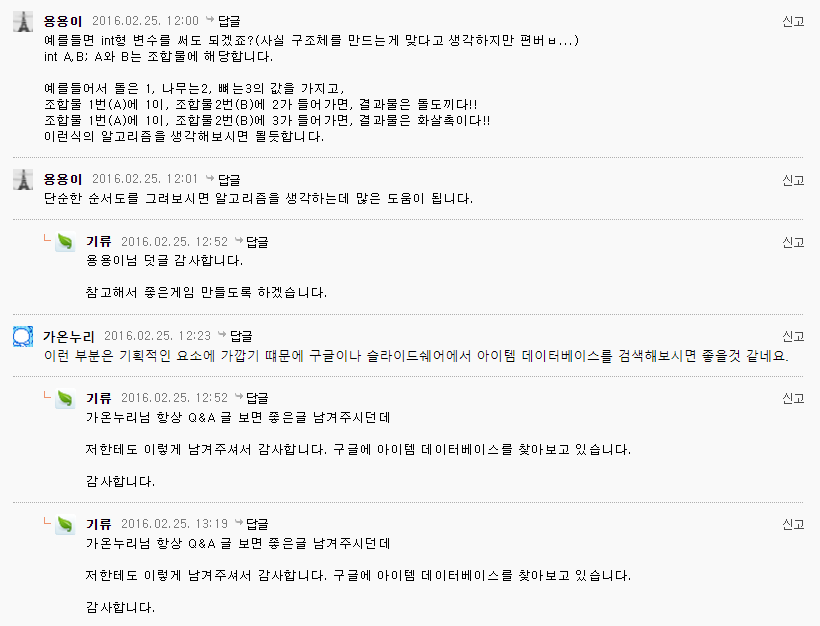 용용이 2016.02.25. 12:00 답글 신고
예를들면 int형 변수를 써도 되겠죠?(사실 구조체를 만드는게 맞다고 생각하지만 편버ㅂ...)
int A,B; A와 B는 조합물에 해당합니다.
예를들어서 돌은 1, 나무는2, 뼈는3의 값을 가지고,
조합물 1번(A)에 1이, 조합물2번(B)에 2가 들어가면, 결과물은 돌도끼다!!
조합물 1번(A)에 1이, 조합물2번(B)에 3가 들어가면, 결과물은 화살촉이다!!
이런식의 알고리즘을 생각해보시면 될듯합니다.
용용이 2016.02.25. 12:01 답글 신고
단순한 순서도를 그려보시면 알고리즘을 생각하는데 많은 도움이 됩니다.
기류 2016.02.25. 12:52 답글 신고
용용이님 덧글 감사합니다.
참고해서 좋은게임 만들도록 하겠습니다.
가온누리 2016.02.25. 12:23 답글 신고
이런 부분은 기획적인 요소에 가깝기 떄문에 구글이나 슬라이드쉐어에서 아이템 데이터베이스를 검색해보시면 좋을것 같네요.
기류 2016.02.25. 12:52 답글 신고
가온누리님 항상 Q&A 글 보면 좋은글 남겨주시던데
저한테도 이렇게 남겨주셔서 감사합니다. 구글에 아이템 데이터베이스를 찾아보고 있습니다.
감사합니다.
기류 2016.02.25. 13:19 답글 신고
가온누리님 항상 Q&A 글 보면 좋은글 남겨주시던데
저한테도 이렇게 남겨주셔서 감사합니다. 구글에 아이템 데이터베이스를 찾아보고 있습니다.
감사합니다.